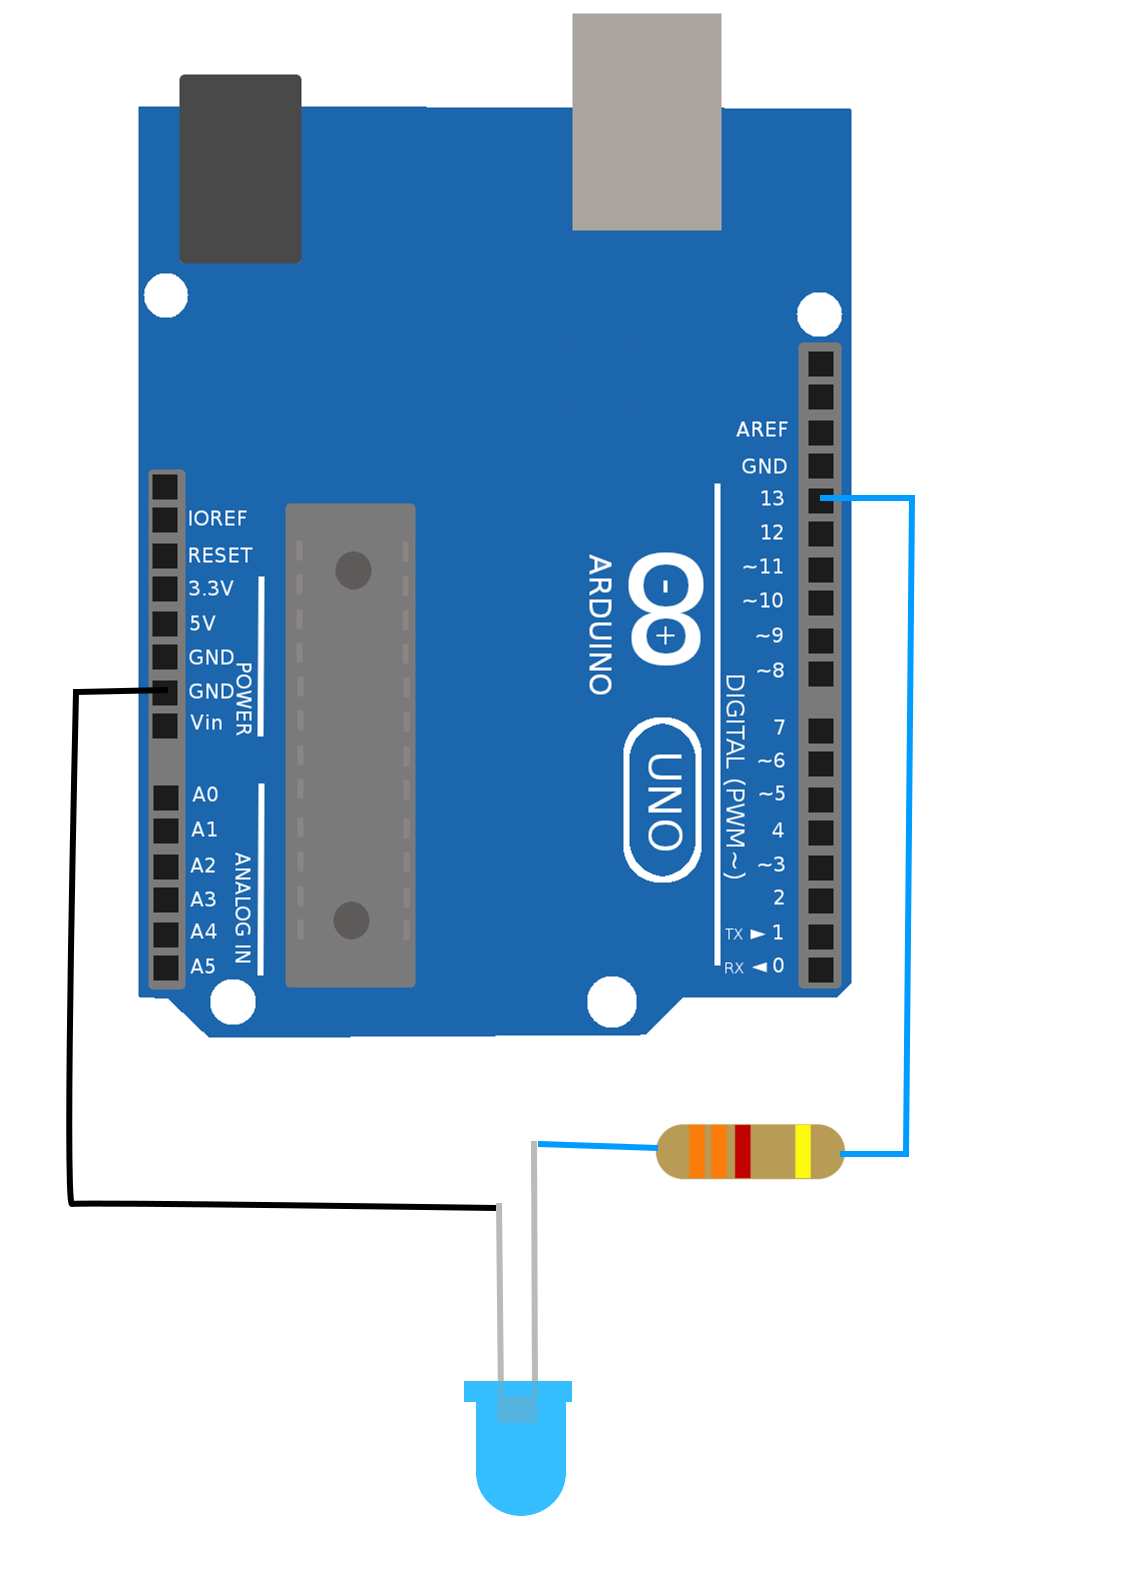 AREF
GND
13
12
~11
~10
~9
~8
7
~6
~5
4
~3
2
TX ► 1
RX ◄ 0
DIGITAL (PWM~)
IOREF
RESET
3.3V
5V
GND
GND
Vin
POWER
A0
A1
A2
A3
A4
A5
ANALOG IN
- +
ARDUINO
UNO